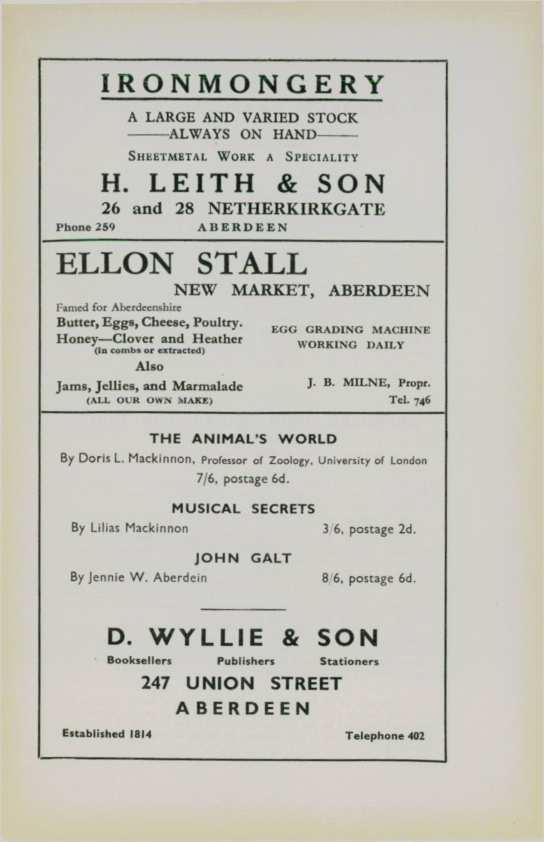 IRONMONGERY
A LARGE AND VARIED STOCK
——ALWAYS ON HAND——
SHEETMETAL WORK A SPECIALITY
H. LEITH & SON
26 and 28 NETHERKIRKGATE
Phone 259 ABERDEEN
ELLON STALL
NEW MARKET, ABERDEEN
Famed for Aberdeenshire
Butter, Eggs, Cheese, Poultry.
Honey—Clover and Heather
(in combs or extracted)
Also
Jams, Jellies, and Marmalade
(ALL OUR OWN MAKE)
EGG GRADING MACHINE
WORKING DAILY
J. B. MILNE, Propr.
Tel. 746
THE ANIMAL'S WORLD
By Doris L. Mackinnon, Professor of Zoology, University of London
7/6, postage 6d.
MUSICAL SECRETS
By Lilias Mackinnon 3/6, postage 2d.
JOHN GALT
By Jennie W. Aberdein 8/6, postage 6d.
D. WYLLIE & SON
Booksellers Publishers Stationers
247 UNION STREET
ABERDEEN
Established 1814 Telephone 402